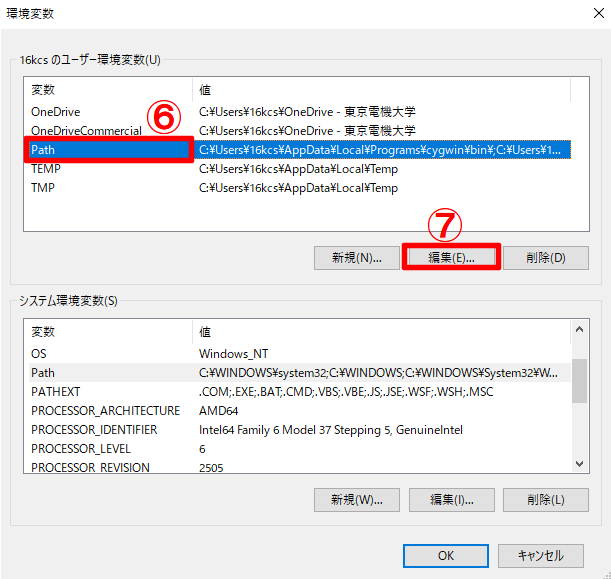 環境変数
16kcs のユーザー環境変数(U)
変数 値
⑥
OneDrive C:¥Users¥16kcs¥OneDrive - 東京電機大学
OneDriveCommercial C:¥Users¥16kcs¥OneDrive - 東京電機大学
Path C:¥Users¥16kcs¥AppData¥Local¥Programs¥cygwin¥bin¥;C:¥Users¥1...
TEMP C:¥Users¥16kcs¥AppData¥Local¥Temp
TMP C:¥Users¥16kcs¥AppData¥Local¥Temp
⑦
新規(N)... 編集(E)... 削除(D)
システム環境変数(S)
変数 値
OS Windows_NT
Path C:¥WINDOWS¥system32;C:¥WINDOWS;C:¥WINDOWS¥System32¥W...
PATHEXT .COM;.EXE;.BAT;.CMD;.VBS;.VBE;.JS;.JSE;.WSF;.WSH;.MSC
PROCESSOR_ARCHITECTURE AMD64
PROCESSOR_IDENTIFIER Intel64 Family 6 Model 37 Stepping 5, GenuineIntel
PROCESSOR_LEVEL 6
PROCESSOR_REVISION 2505
新規(W)... 編集(I)... 削除(L)
OK キャンセル